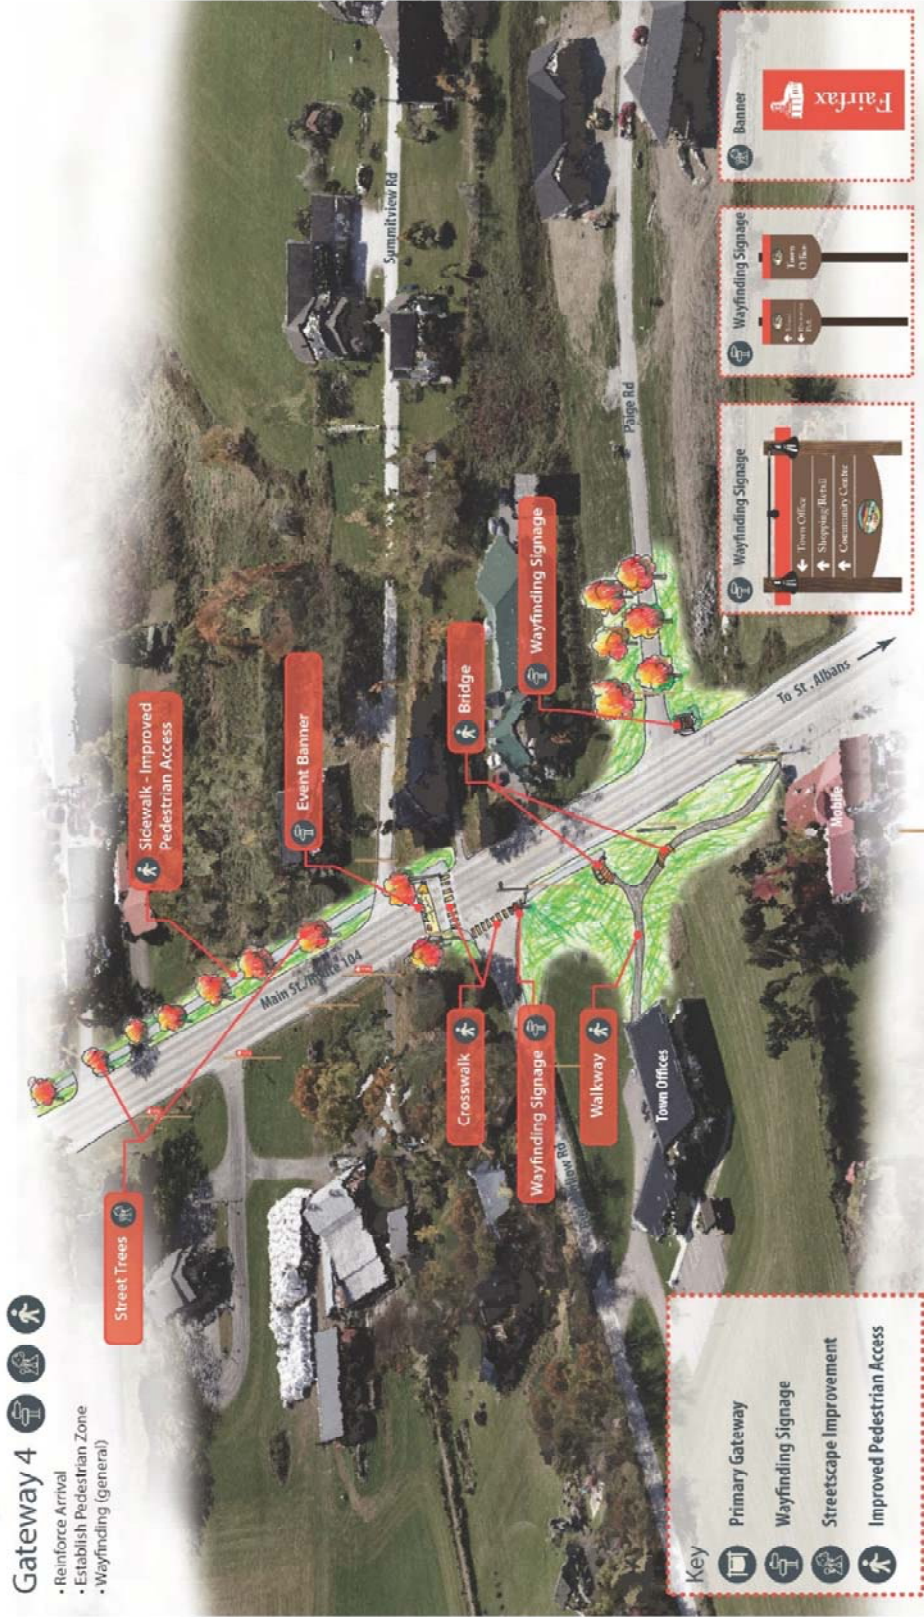 Gateway 4
• Reinforce Arrival
• Establish Pedestrian Zone
• Wayfinding (general)
Street Trees
Sidewalk - Improved
Pedestrian Access
Event Banner
Bridge
Wayfinding Signage
Crosswalk
Wayfinding Signage
Walkway
Main St./Route 104
Summitview Rd
Paige Rd
Rd
Town Offices
Mobile
To St. Albans
Key
Primary Gateway
Wayfinding Signage
Streetscape Improvement
Improved Pedestrian Access
Wayfinding Signage
Town Office
Shopping/Retail
Community Center
Wayfinding Signage
Town
Office
Banner
Fairfax